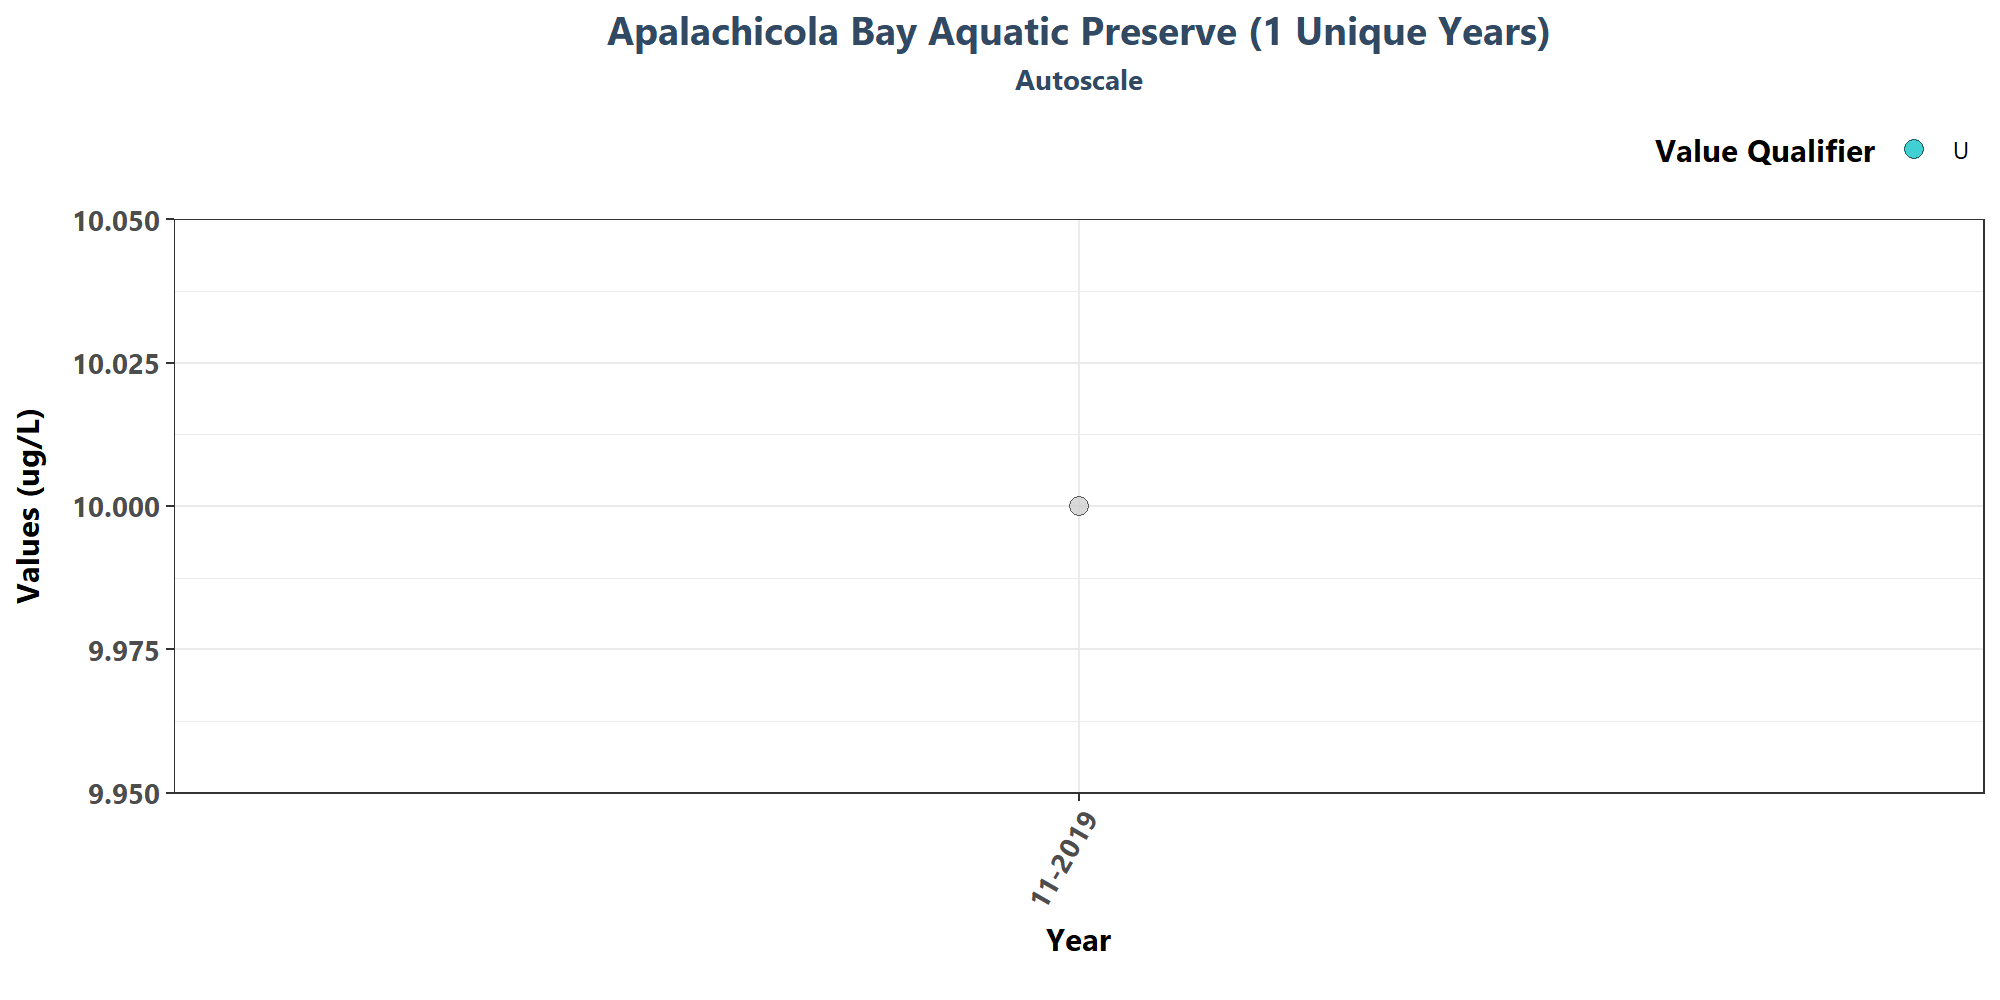 Apalachicola Bay Aquatic Preserve (1 Unique Years)
Autoscale
Value Qualifier U
10.050
10.025
10.000
9.975
9.950
Values (ug/L)
11-2019
Year